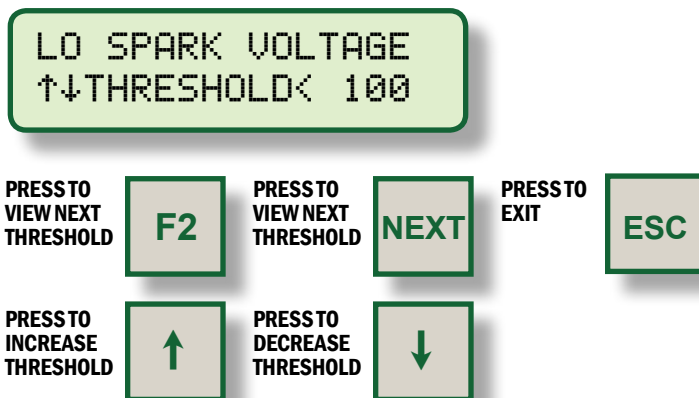 LO SPARK VOLTAGE
↑↓THRESHOLD< 100
PRESS TO
VIEW NEXT
THRESHOLD
F2
PRESS TO
VIEW NEXT
THRESHOLD
NEXT
PRESS TO
EXIT
ESC
PRESS TO
INCREASE
THRESHOLD
↑
PRESS TO
DECREASE
THRESHOLD
↓